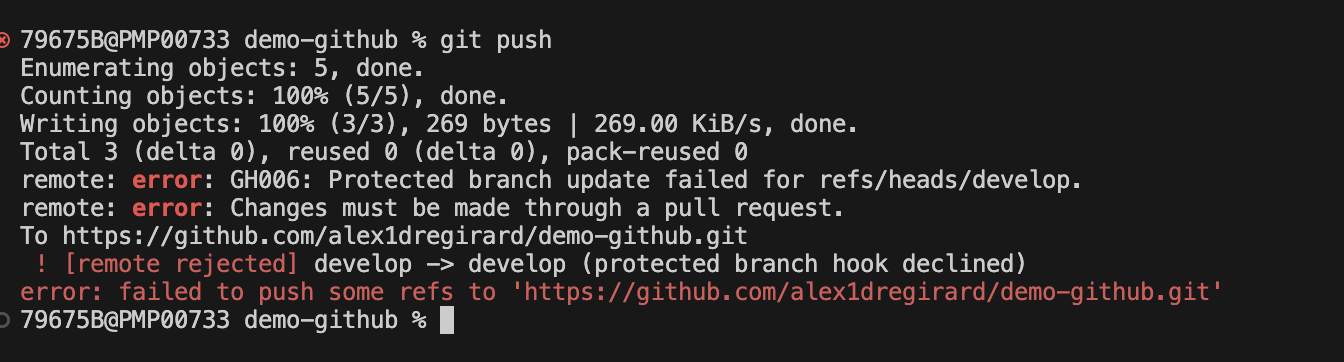 79675B@PMP00733 demo-github % git push
Enumerating objects: 5, done.
Counting objects: 100% (5/5), done.
Writing objects: 100% (3/3), 269 bytes | 269.00 KiB/s, done.
Total 3 (delta 0), reused 0 (delta 0), pack-reused 0
remote: error: GH006: Protected branch update failed for refs/heads/develop.
remote: error: Changes must be made through a pull request.
To https://github.com/alex1dregirard/demo-github.git
 ! [remote rejected] develop -> develop (protected branch hook declined)
error: failed to push some refs to 'https://github.com/alex1dregirard/demo-github.git'
79675B@PMP00733 demo-github %